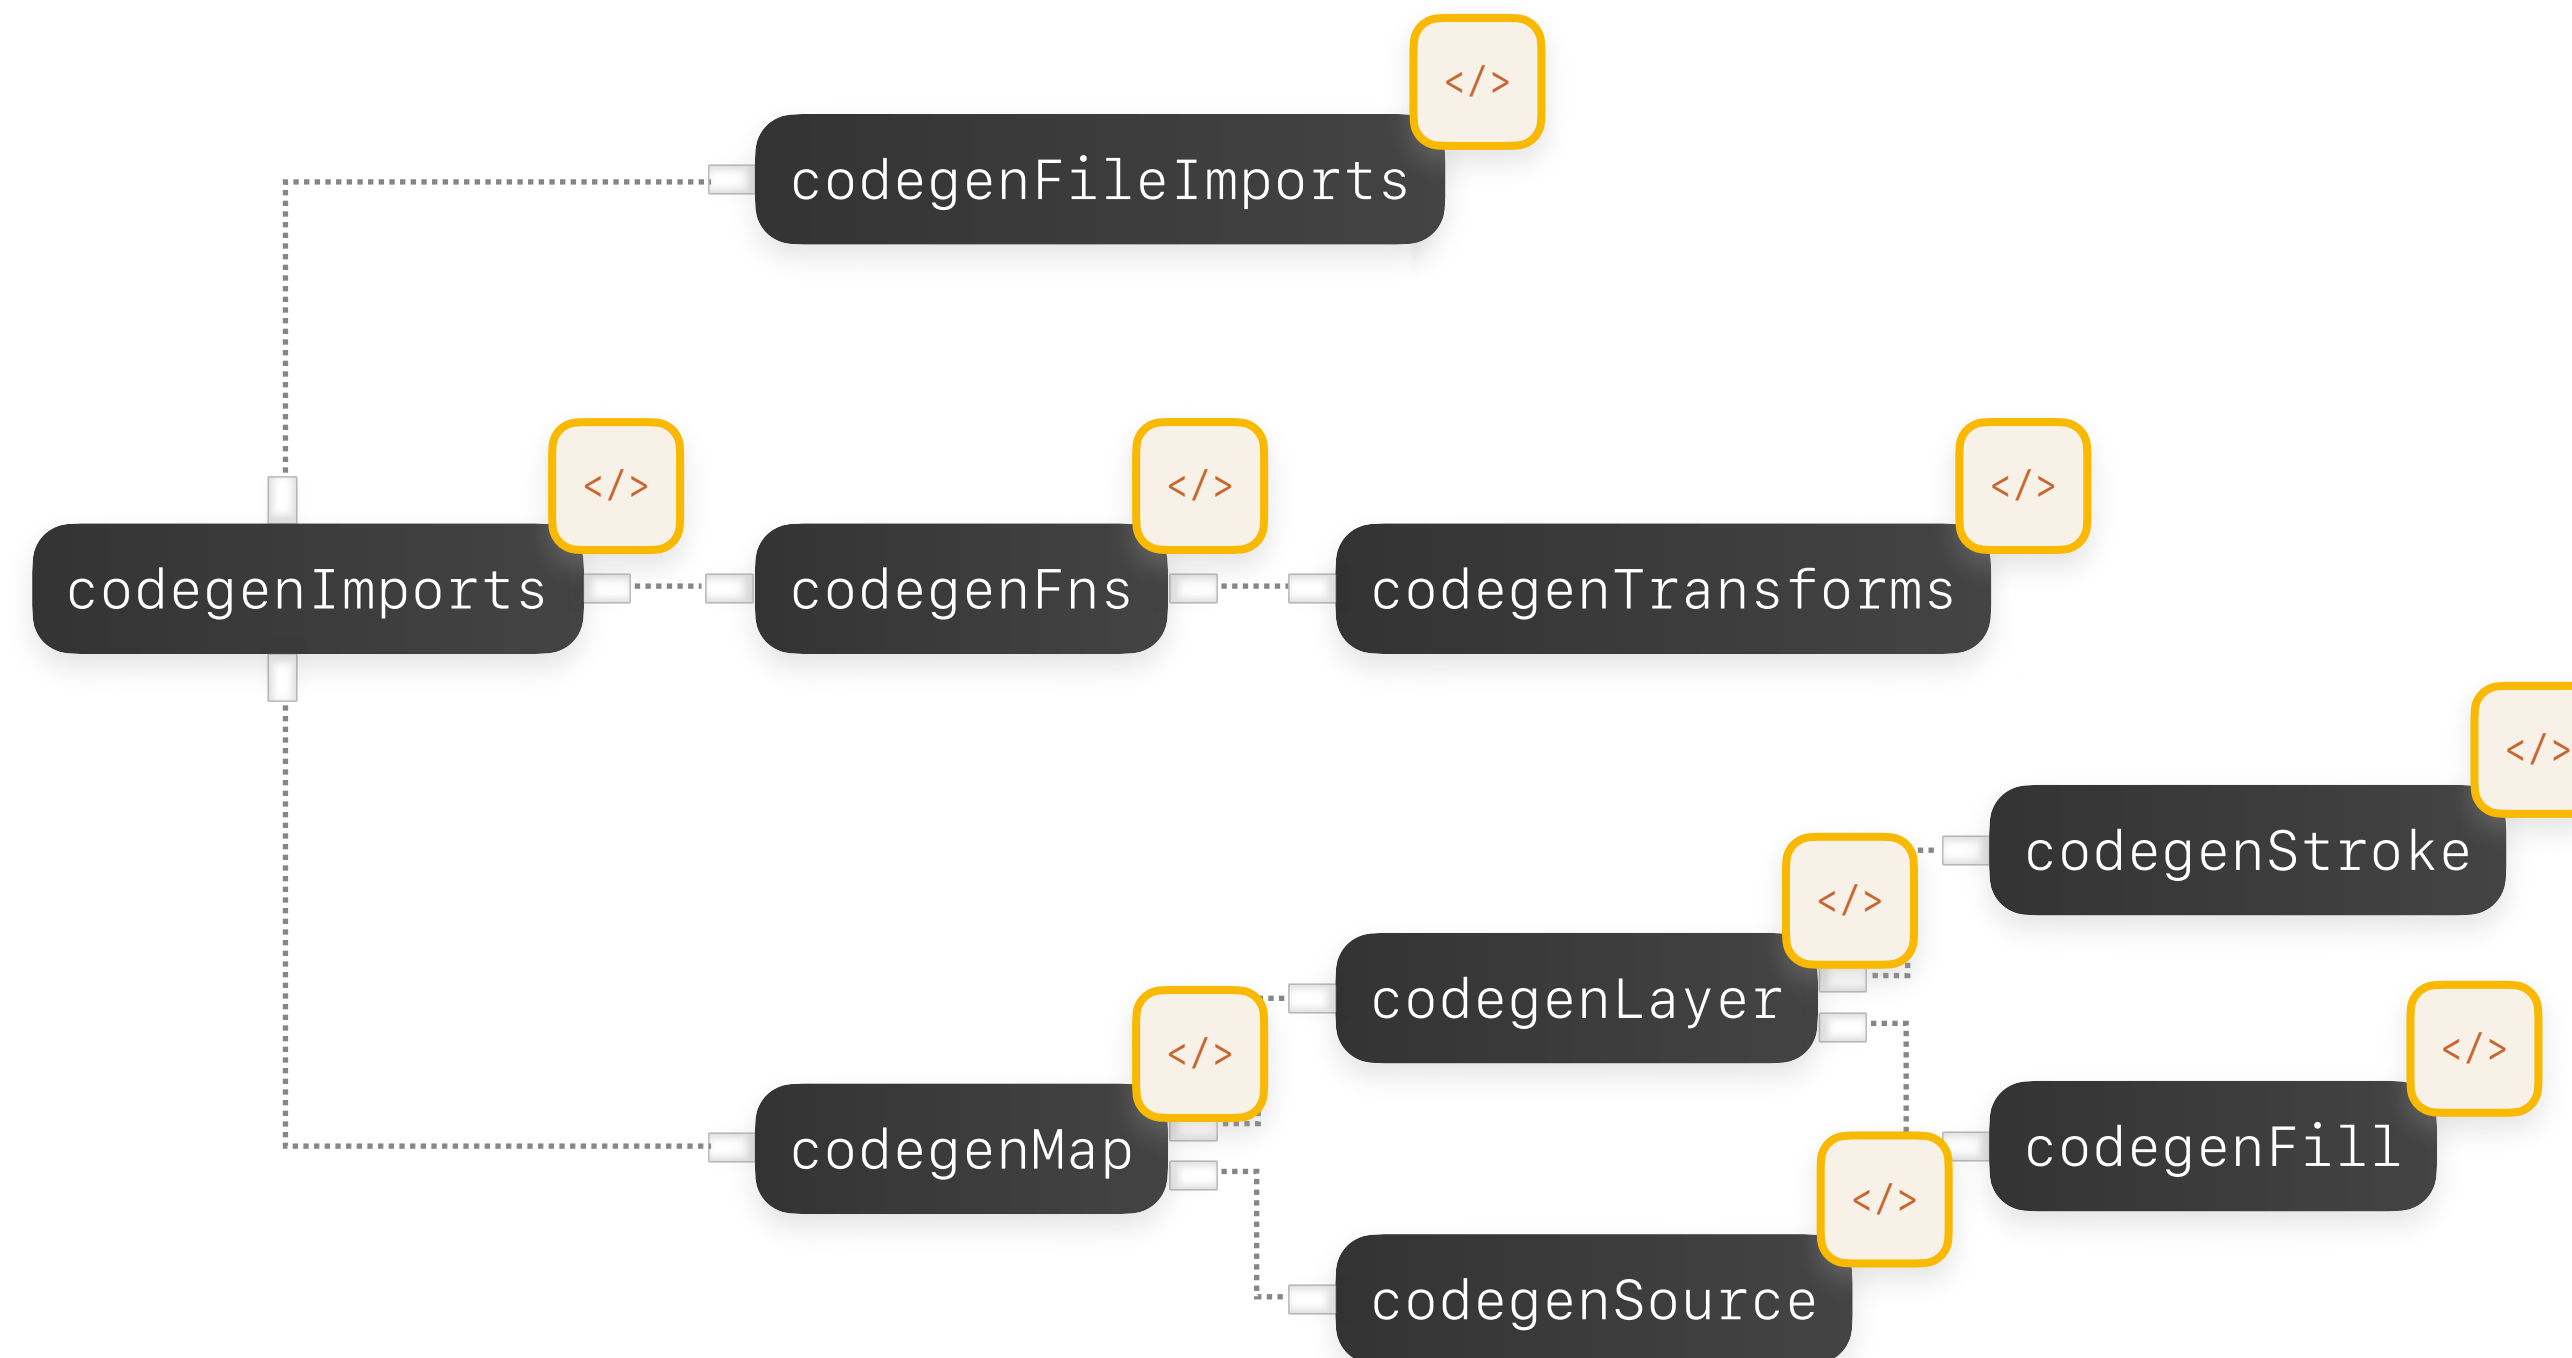 </>
codegenFileImports
</>
</>
</>
codegenImports
codegenFns
codegenTransforms
</>
codegenStroke
</>
codegenLayer
</>
codegenMap
</>
codegenFill
</>
codegenSource